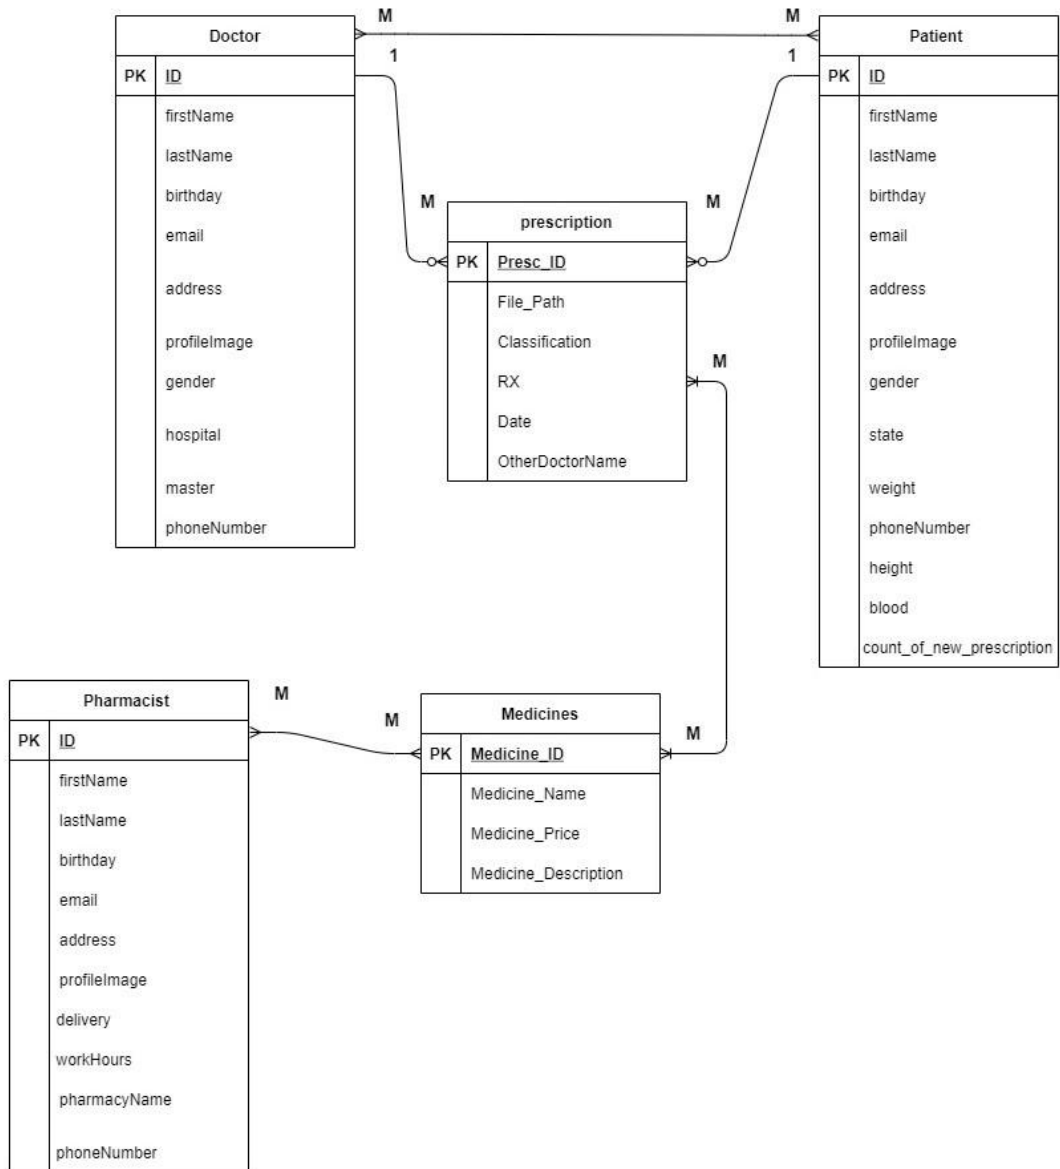 M
M
Doctor
1
1
PK
ID
firstName
lastName
birthday
email
address
profileImage
gender
hospital
master
phoneNumber
Patient
PK
ID
firstName
lastName
birthday
email
address
profileImage
gender
state
weight
phoneNumber
height
blood
count_of_new_prescription
M
M
prescription
PK
Presc_ID
File_Path
Classification
RX
Date
OtherDoctorName
M
Pharmacist
M
M
PK
ID
firstName
lastName
birthday
email
address
profileImage
delivery
workHours
pharmacyName
phoneNumber
Medicines
M
PK
Medicine_ID
Medicine_Name
Medicine_Price
Medicine_Description